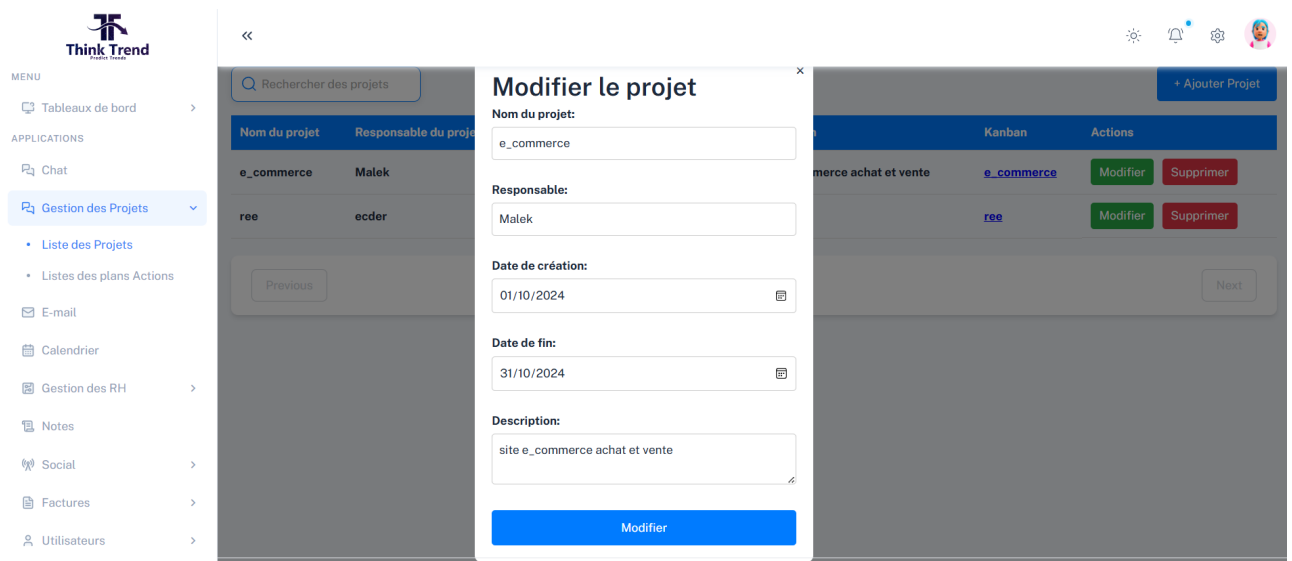 Think Trend
Predict Trends
MENU
Tableaux de bord
APPLICATIONS
Chat
Gestion des Projets
Liste des Projets
Listes des plans Actions
E-mail
Calendrier
Gestion des RH
Notes
Social
Factures
Utilisateurs
Rechercher des projets
+ Ajouter Projet
Nom du projet Responsable du proje Kanban Actions
e_commerce Malek merce achat et vente e_commerce Modifier Supprimer
ree ecder ree Modifier Supprimer
Previous Next
Modifier le projet
×
Nom du projet:
e_commerce
Responsable:
Malek
Date de création:
01/10/2024
Date de fin:
31/10/2024
Description:
site e_commerce achat et vente
Modifier